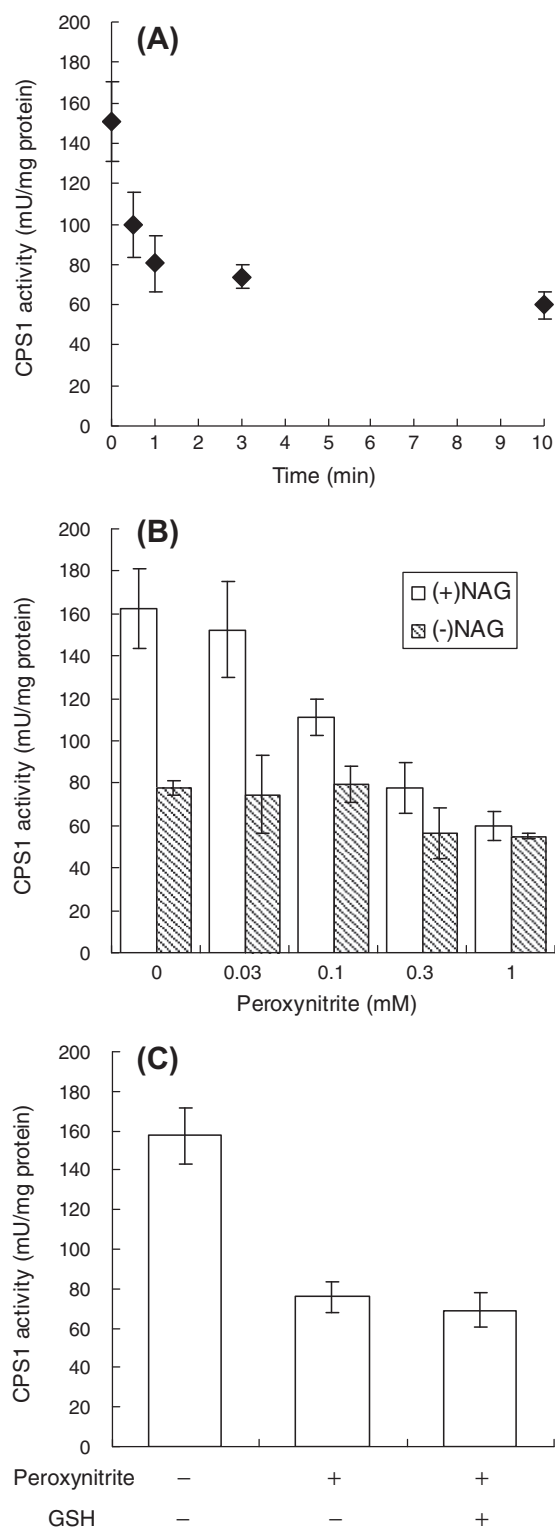 (A)
CPS1 activity (mU/mg protein)
200
180
160
140
120
100
80
60
40
20
0
0 1 2 3 4 5 6 7 8 9 10
Time (min)
(B)
CPS1 activity (mU/mg protein)
200
180
160
140
120
100
80
60
40
20
0
(+)NAG
(-)NAG
0 0.03 0.1 0.3 1
Peroxynitrite (mM)
(C)
CPS1 activity (mU/mg protein)
200
180
160
140
120
100
80
60
40
20
0
Peroxynitrite − + +
GSH − − +